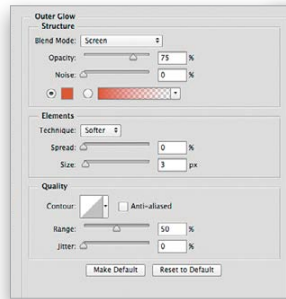 Outer Glow
Structure
Blend Mode: Screen
Opacity: 75 %
Noise: 0 %
Elements
Technique: Softer
Spread: 0 %
Size: 3 px
Quality
Contour: Anti-aliased
Range: 50 %
Jitter: 0 %
Make Default Reset to Default